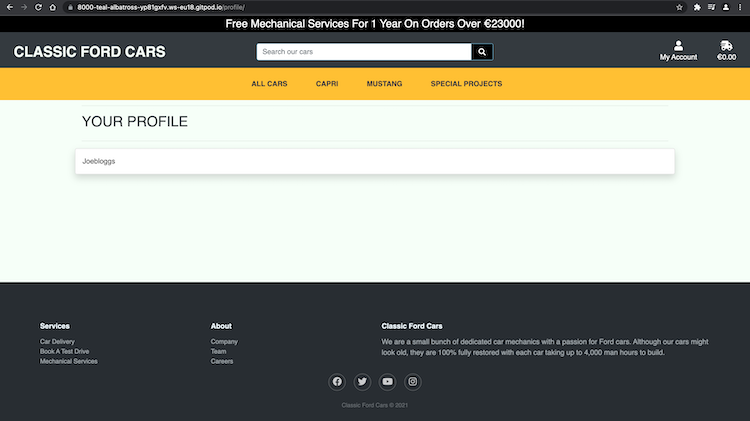 8000-teal-albatross-yp81gxfv.ws-eu18.gitpod.io/profile/
Free Mechanical Services For 1 Year On Orders Over €23000!
CLASSIC FORD CARS
Search our cars
My Account
€0.00
ALL CARS CAPRI MUSTANG SPECIAL PROJECTS
YOUR PROFILE
Joebloggs
Services
Car Delivery
Book A Test Drive
Mechanical Services
About
Company
Team
Careers
Classic Ford Cars
We are a small bunch of dedicated car mechanics with a passion for Ford cars. Although our cars might
look old, they are 100% fully restored with each car taking up to 4,000 man hours to build.
Classic Ford Cars © 2021